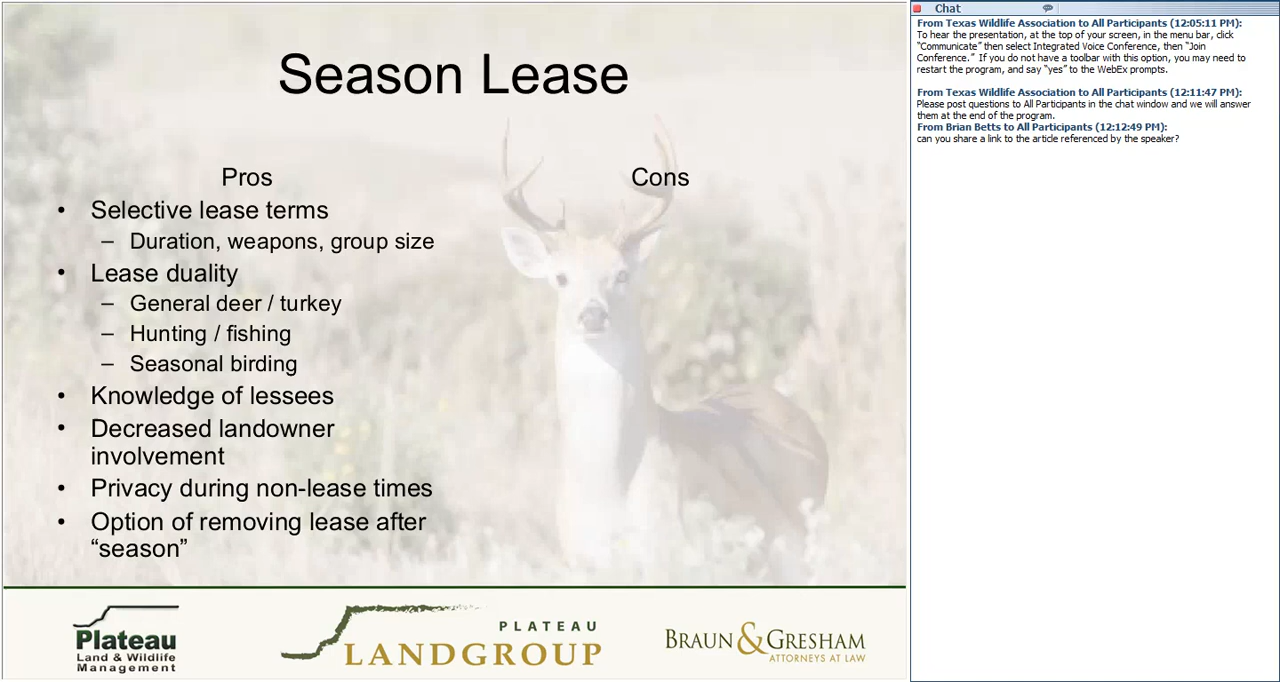 Season Lease
Pros
• Selective lease terms
– Duration, weapons, group size
• Lease duality
– General deer / turkey
– Hunting / fishing
– Seasonal birding
• Knowledge of lessees
• Decreased landowner
involvement
• Privacy during non-lease times
• Option of removing lease after
“season”
Cons
Plateau
Land & Wildlife
Management
PLATEAU
LANDGROUP
BRAUN & GRESHAM
ATTORNEYS AT LAW
Chat
From Texas Wildlife Association to All Participants (12:05:11 PM):
To hear the presentation, at the top of your screen, in the menu bar, click
“Communicate” then select Integrated Voice Conference, then “Join
Conference.” If you do not have a toolbar with this option, you may need to
restart the program, and say “yes” to the WebEx prompts.
From Texas Wildlife Association to All Participants (12:11:47 PM):
Please post questions to All Participants in the chat window and we will answer
them at the end of the program.
From Brian Betts to All Participants (12:12:49 PM):
can you share a link to the article referenced by the speaker?